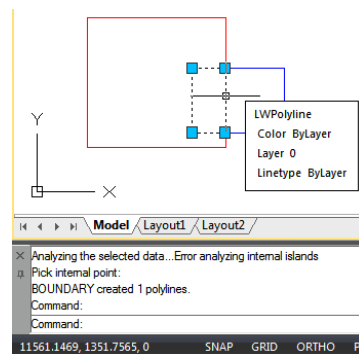 LWPolyline
Color ByLayer
Layer 0
Linetype ByLayer
Y
X
Model Layout1 Layout2
Analyzing the selected data...Error analyzing internal islands
Pick internal point:
BOUNDARY created 1 polylines.
Command:
Command:
11561.1469, 1351.7565, 0 SNAP GRID ORTHO P